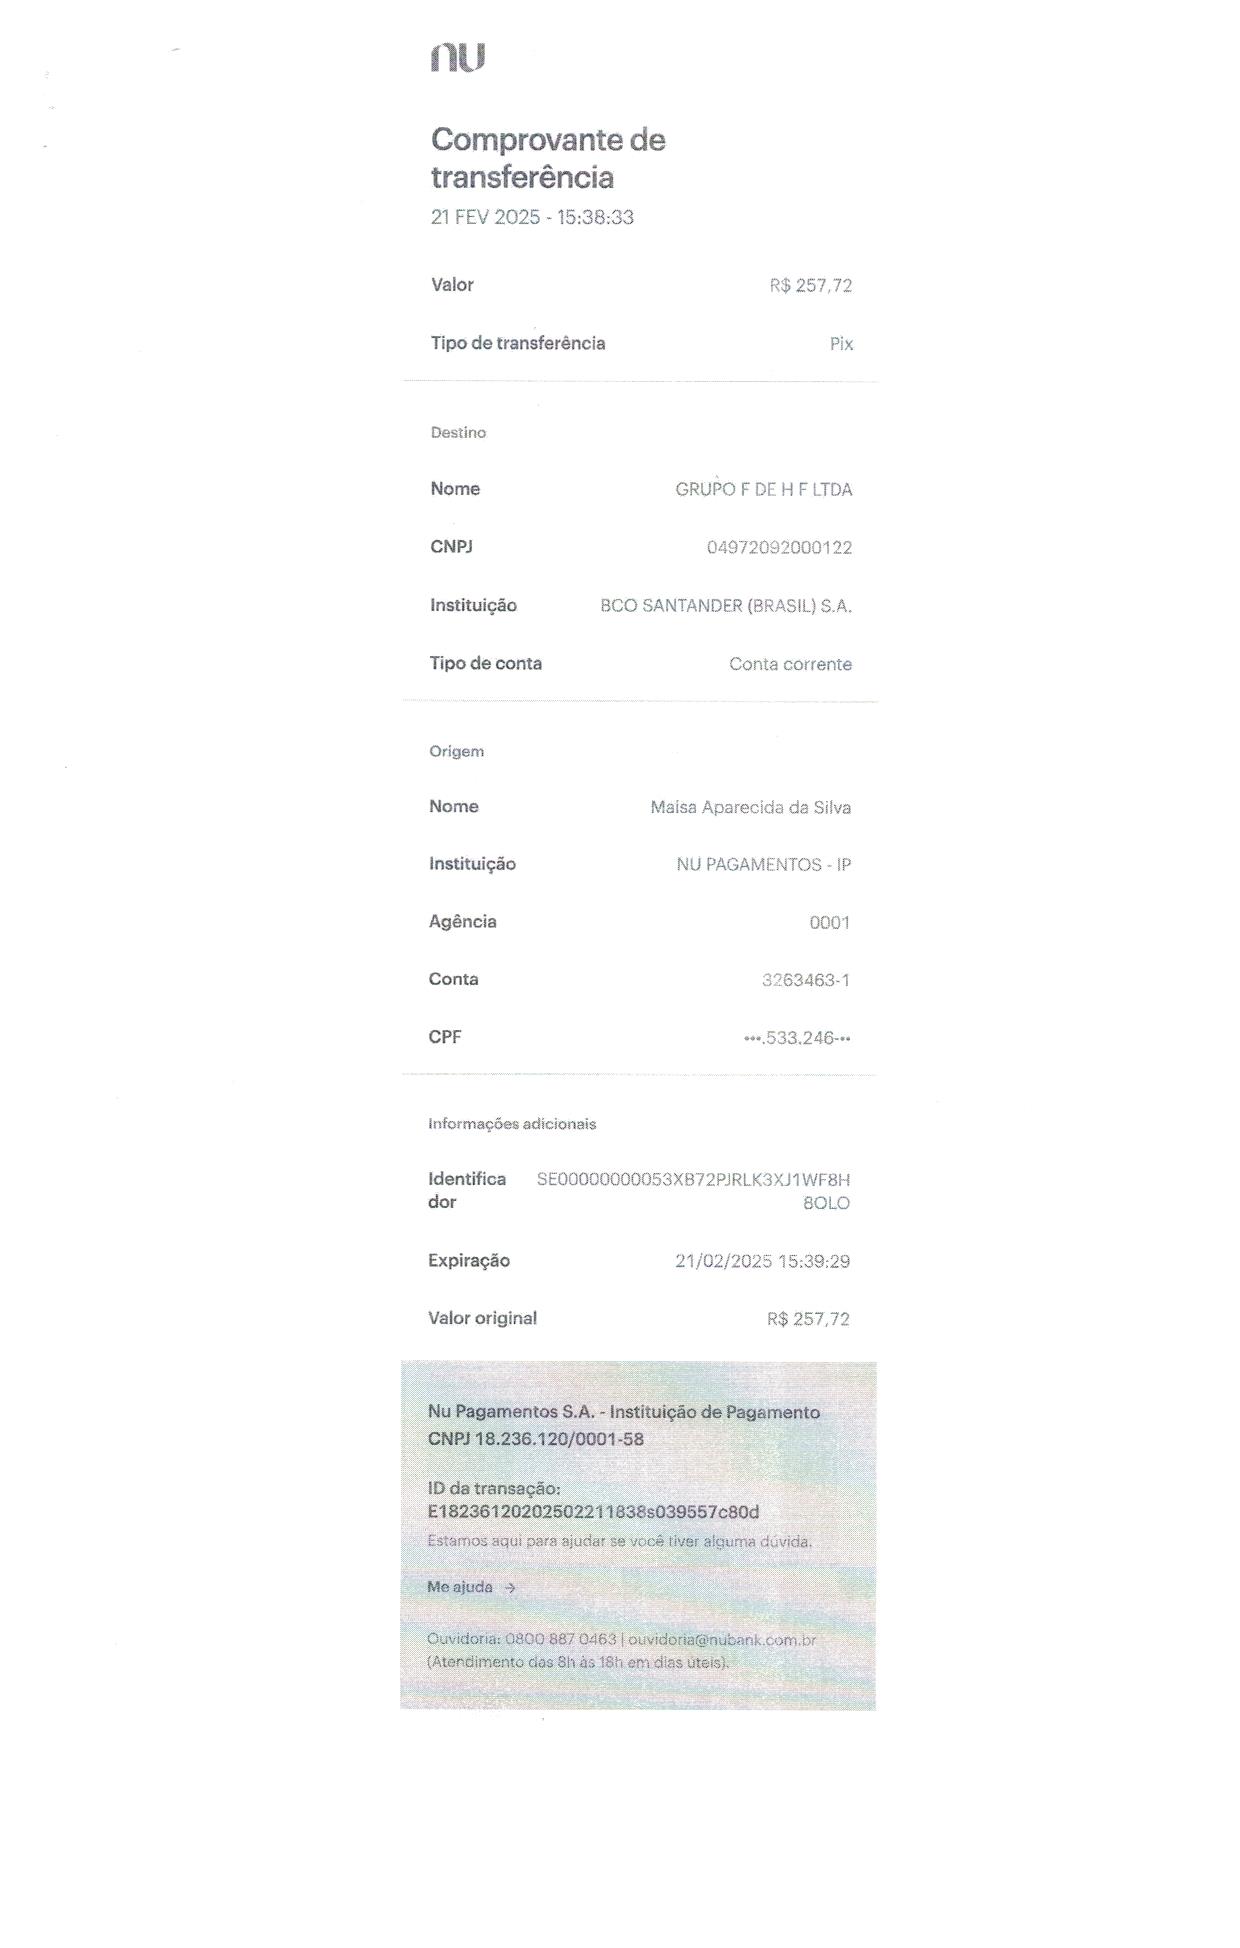 nu
Comprovante de
transferência
21 FEV 2025 - 15:38:33
Valor R$ 257,72
Tipo de transferência Pix
Destino
Nome GRUPO F DE H F LTDA
CNPJ 04972092000122
Instituição BCO SANTANDER (BRASIL) S.A.
Tipo de conta Conta corrente
Origem
Nome Maisa Aparecida da Silva
Instituição NU PAGAMENTOS - IP
Agência 0001
Conta 3263463-1
CPF •••.533.246-••
Informações adicionais
Identifica SE00000000053XB72PJRLK3XJ1WF8H
dor 8OLO
Expiração 21/02/2025 15:39:29
Valor original R$ 257,72
Nu Pagamentos S.A. - Instituição de Pagamento
CNPJ 18.236.120/0001-58
ID da transação:
E18236120202502211838s039557c80d
Estamos aqui para ajudar se você tiver alguma dúvida.
Me ajuda →
Ouvidoria: 0800 887 0463 | ouvidoria@nubank.com.br
(Atendimento das 8h às 18h em dias úteis).